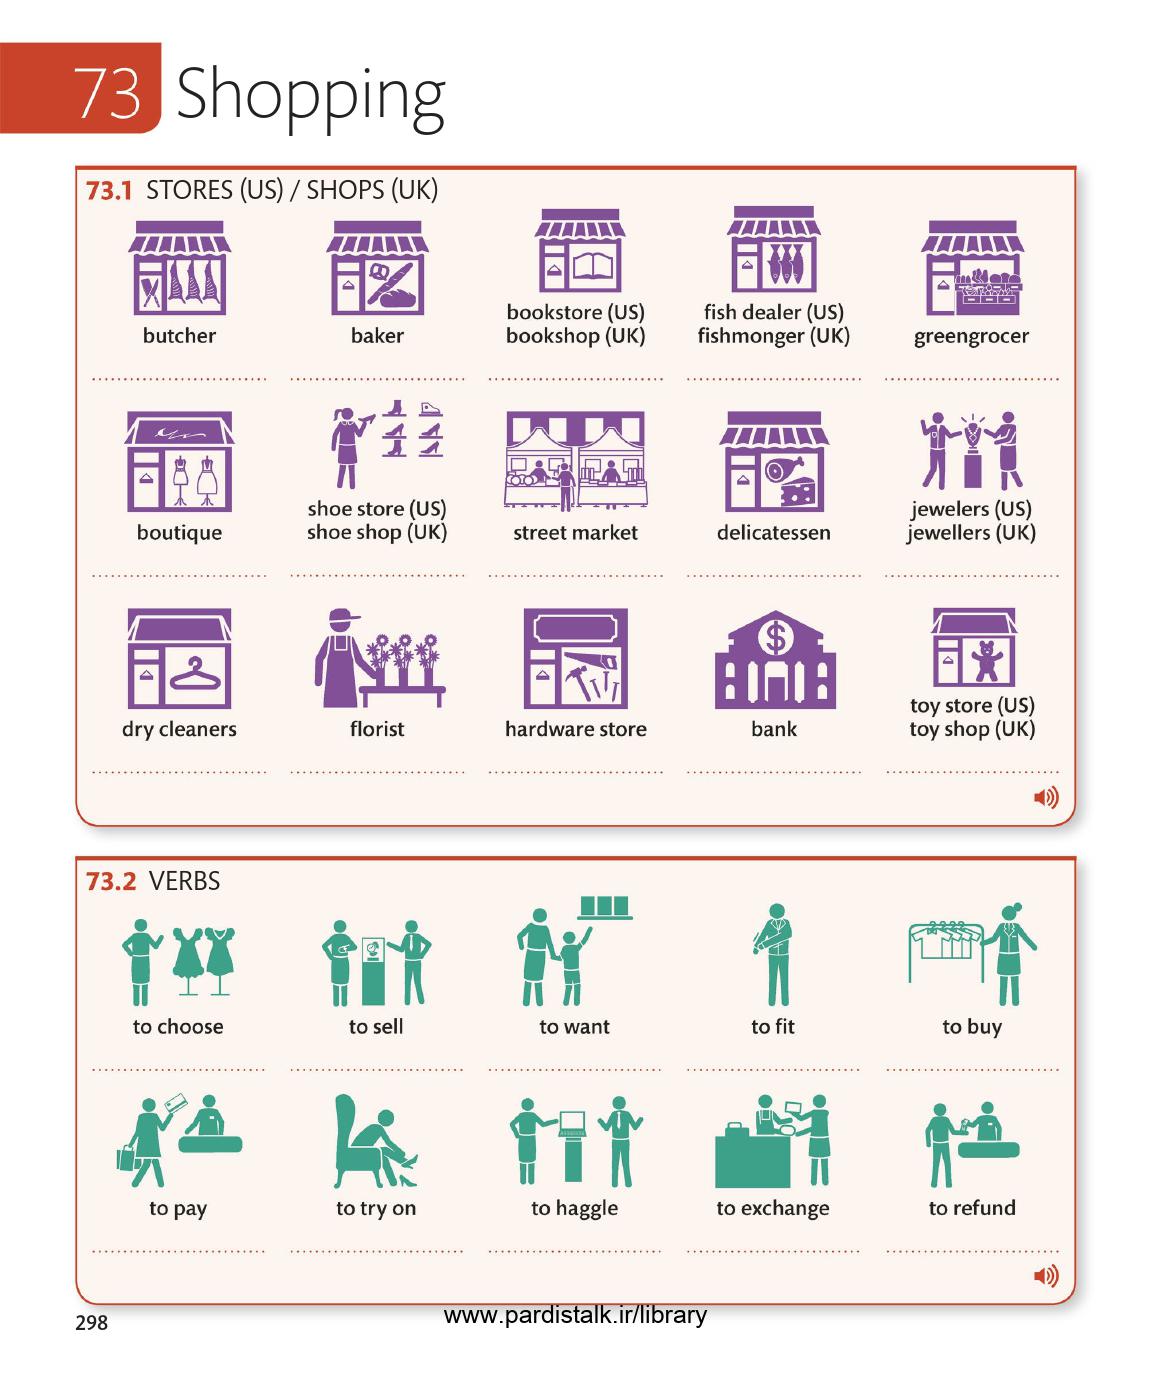 73 Shopping
73.1 STORES (US) / SHOPS (UK)
butcher
baker
bookstore (US)
bookshop (UK)
fish dealer (US)
fishmonger (UK)
greengrocer
boutique
shoe store (US)
shoe shop (UK)
street market
delicatessen
jewelers (US)
jewellers (UK)
dry cleaners
florist
hardware store
$
bank
toy store (US)
toy shop (UK)
73.2 VERBS
to choose
to sell
to want
to fit
to buy
to pay
to try on
to haggle
to exchange
to refund
298
www.pardistalk.ir/library